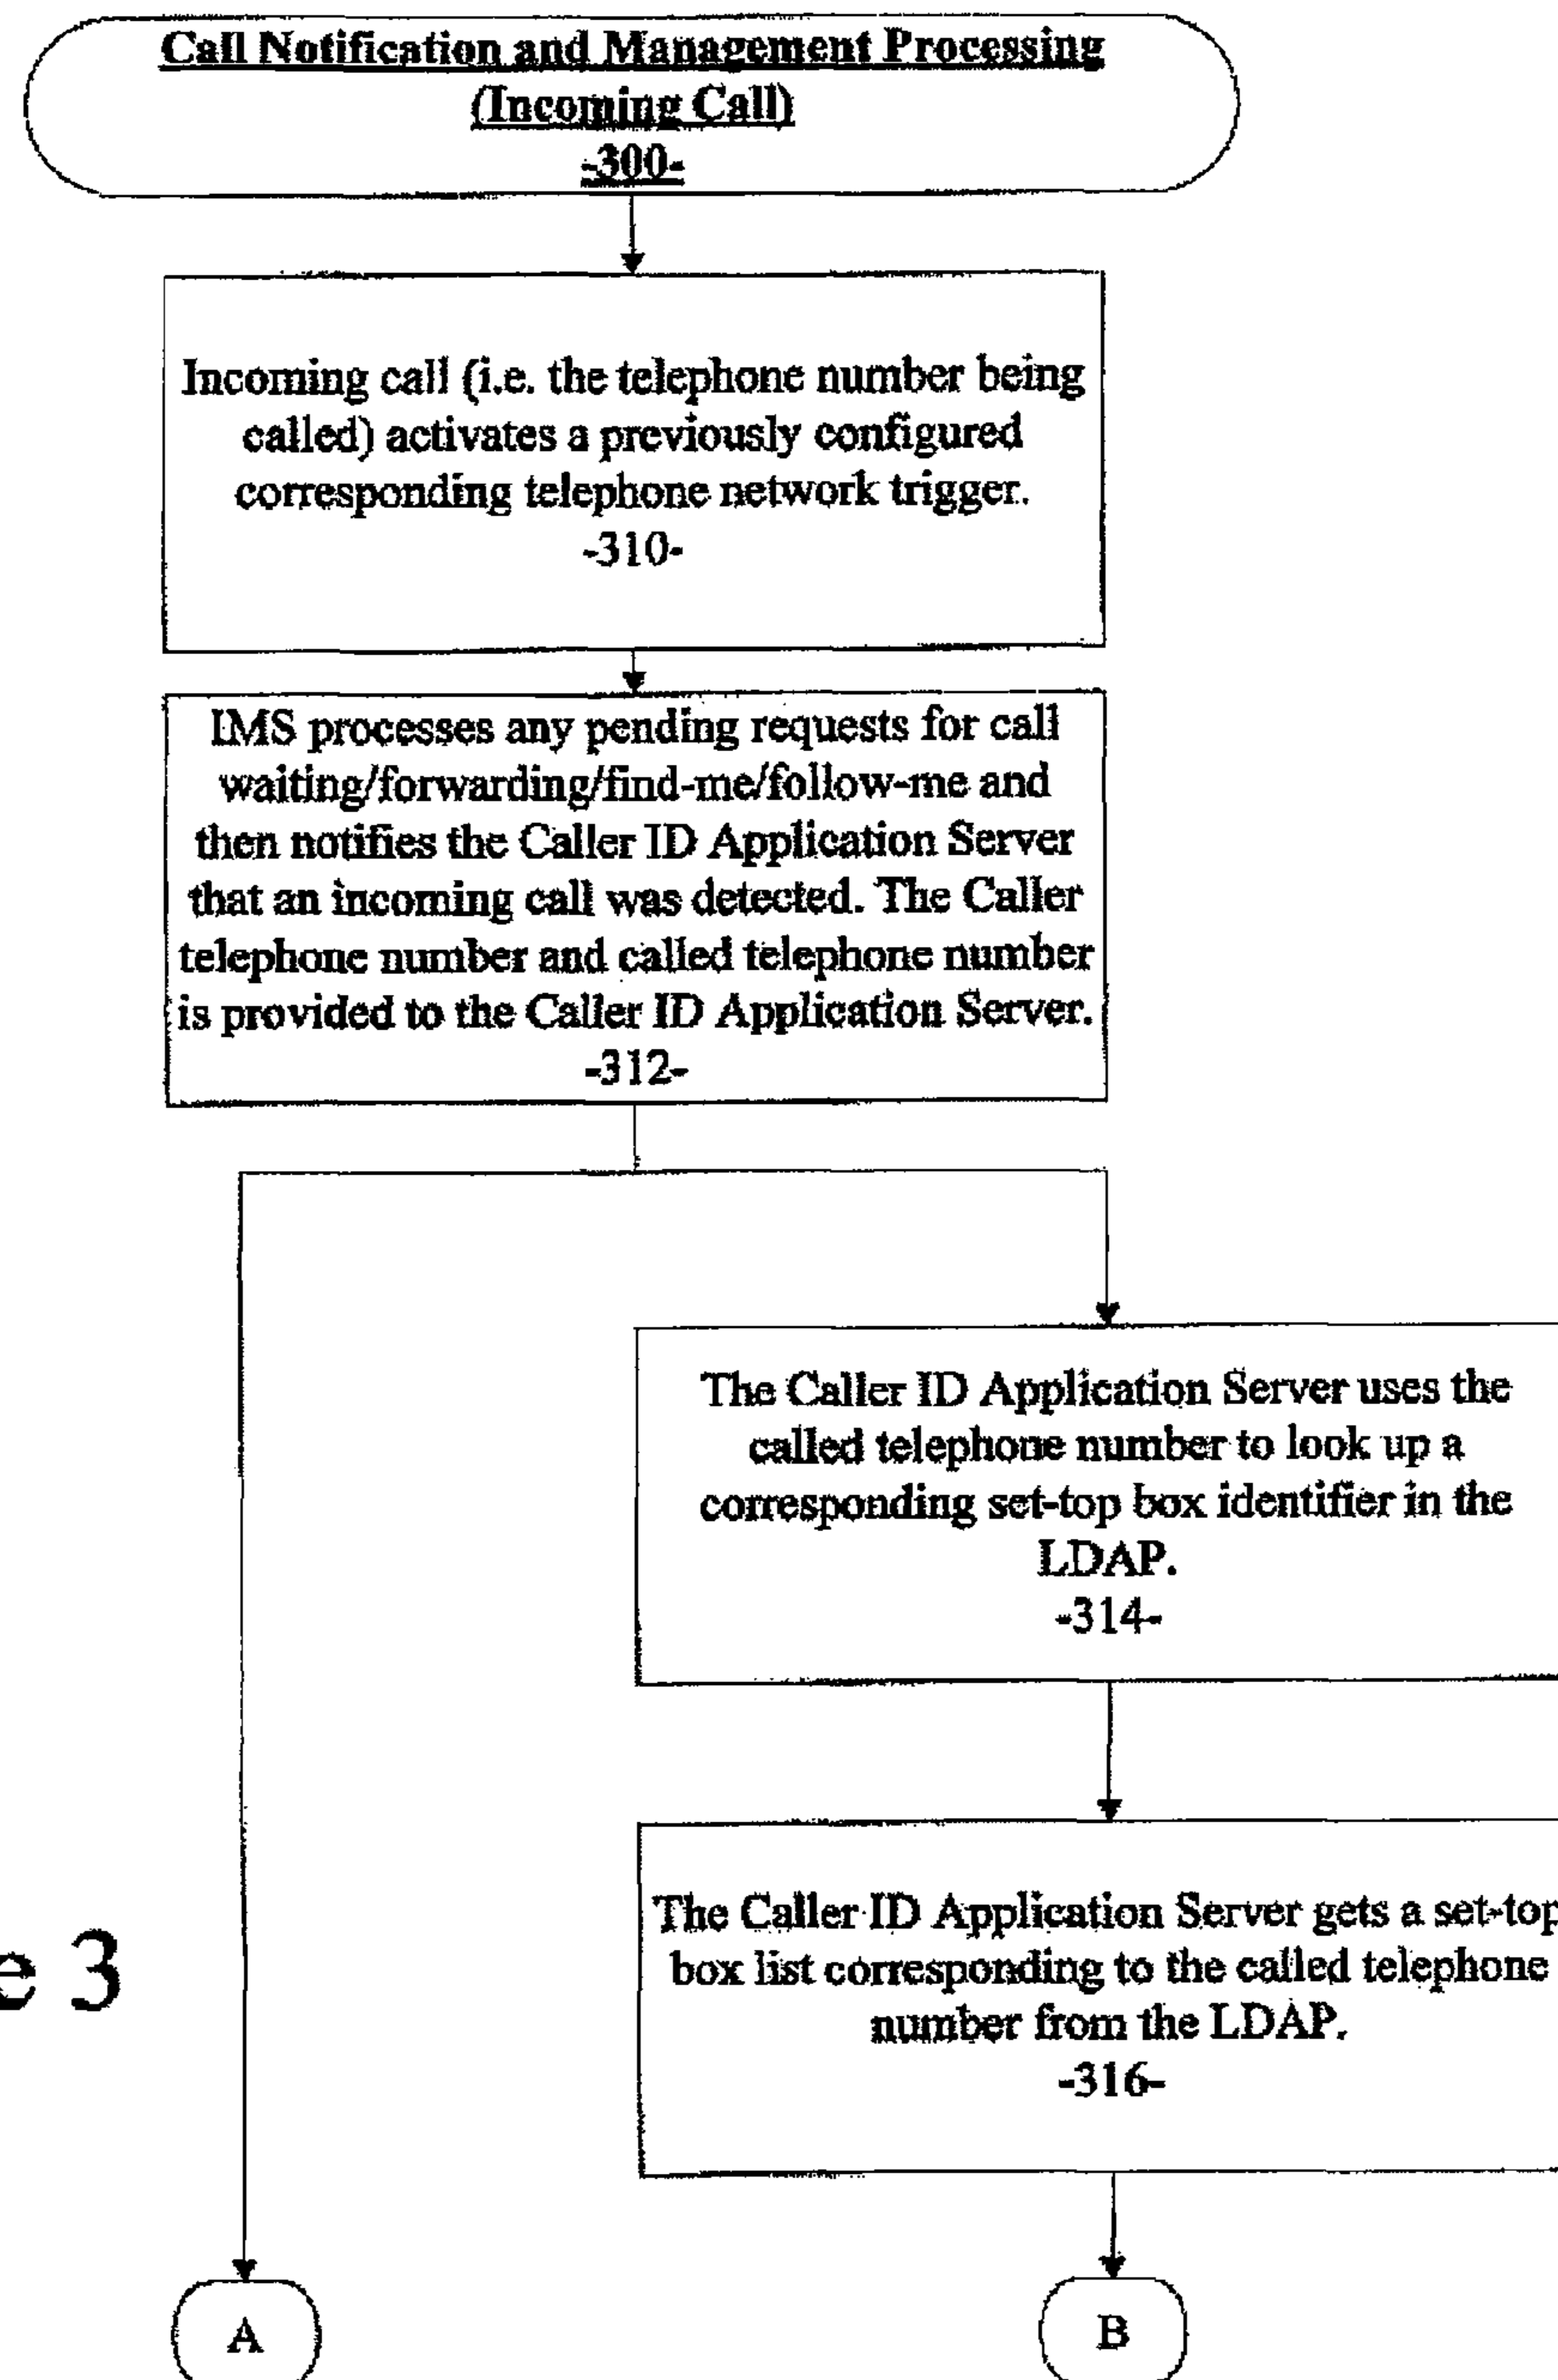 Call Notification and Management Processing
(Incoming Call)
-300-
Incoming call (i.e. the telephone number being
called) activates a previously configured
corresponding telephone network trigger.
-310-
IMS processes any pending requests for call
waiting/forwarding/find-me/follow-me and
then notifies the Caller ID Application Server
that an incoming call was detected. The Caller
telephone number and called telephone number
is provided to the Caller ID Application Server.
-312-
The Caller ID Application Server uses the
called telephone number to look up a
corresponding set-top box identifier in the
LDAP.
-314-
The Caller ID Application Server gets a set-top
box list corresponding to the called telephone
number from the LDAP.
-316-
e 3
A
B